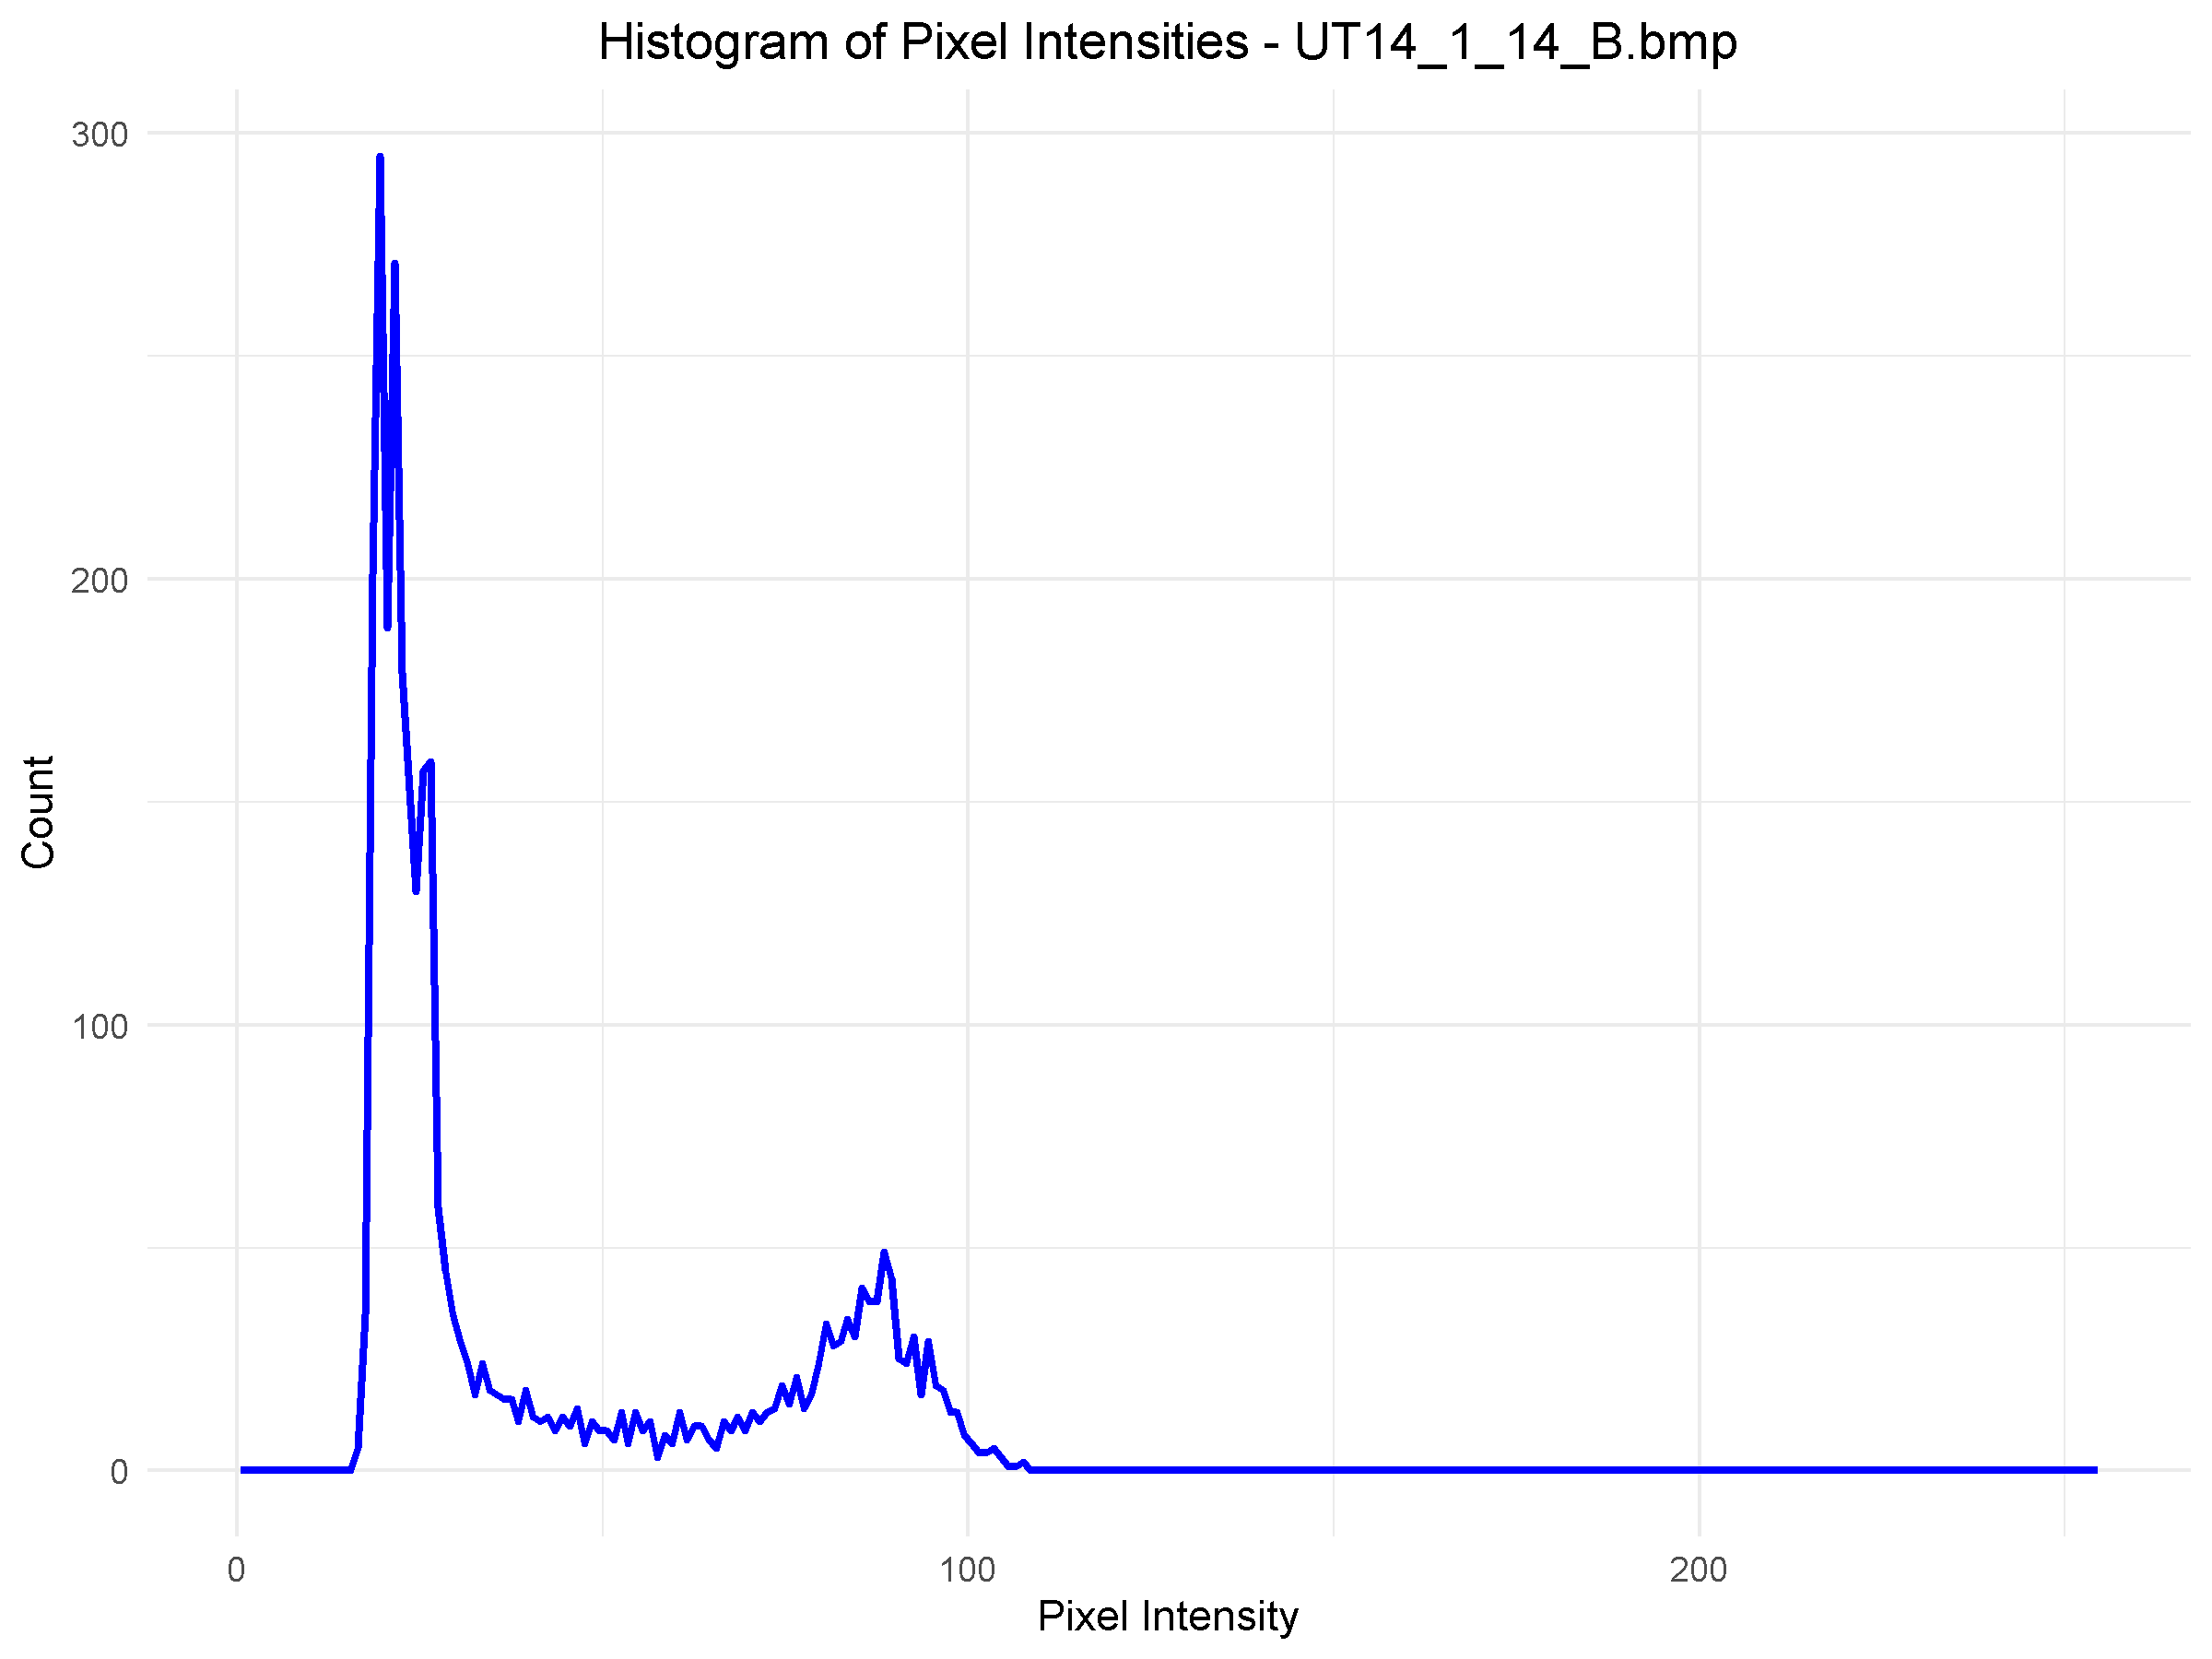 Histogram of Pixel Intensities - UT14_1_14_B.bmp
300
200
100
0
Count
0 100 200
Pixel Intensity